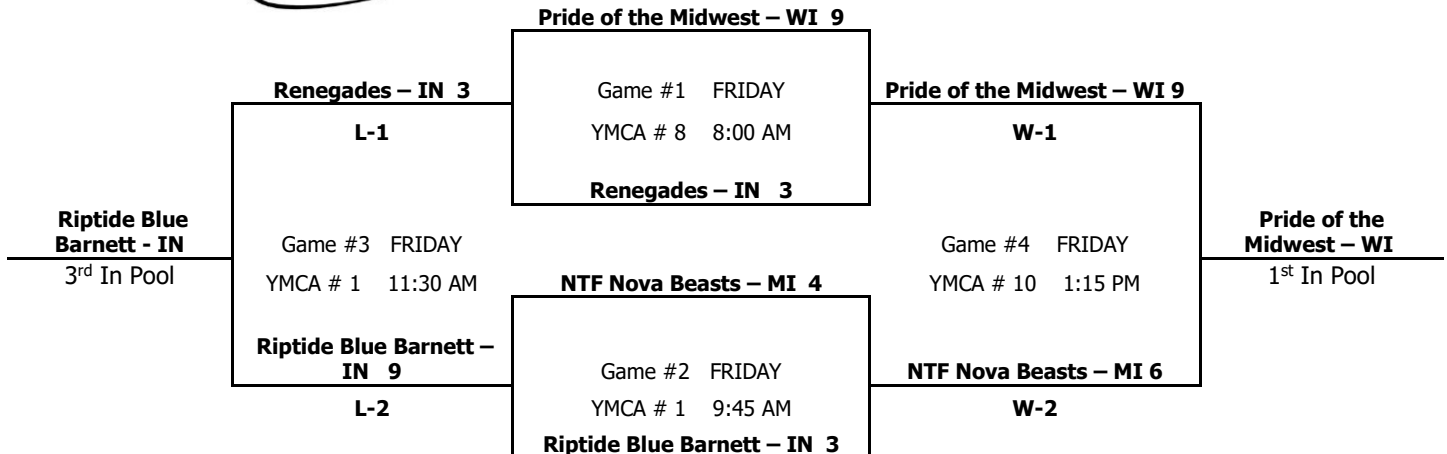 Pride of the Midwest – WI 9
Renegades – IN 3
Game #1 FRIDAY
Pride of the Midwest – WI 9
L-1
YMCA # 8 8:00 AM
W-1
Renegades – IN 3
Riptide Blue
Barnett - IN
Pride of the
Midwest – WI
Game #3 FRIDAY
Game #4 FRIDAY
3rd In Pool
YMCA # 1 11:30 AM
NTF Nova Beasts – MI 4
YMCA # 10 1:15 PM
1st In Pool
Riptide Blue Barnett –
IN 9
Game #2 FRIDAY
NTF Nova Beasts – MI 6
L-2
YMCA # 1 9:45 AM
W-2
Riptide Blue Barnett – IN 3